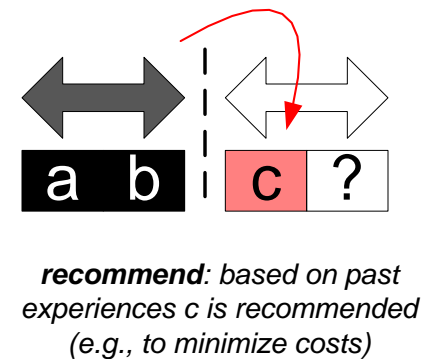 a b c ?
recommend: based on past
experiences c is recommended
(e.g., to minimize costs)